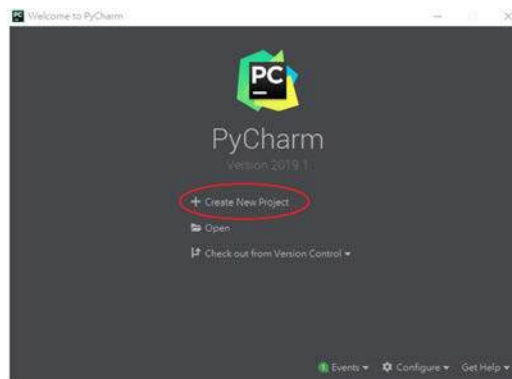 Welcome to PyCharm
PC
PyCharm
Version 2019.1
Create New Project
Open
Check out from Version Control
1 Events Configure Get Help